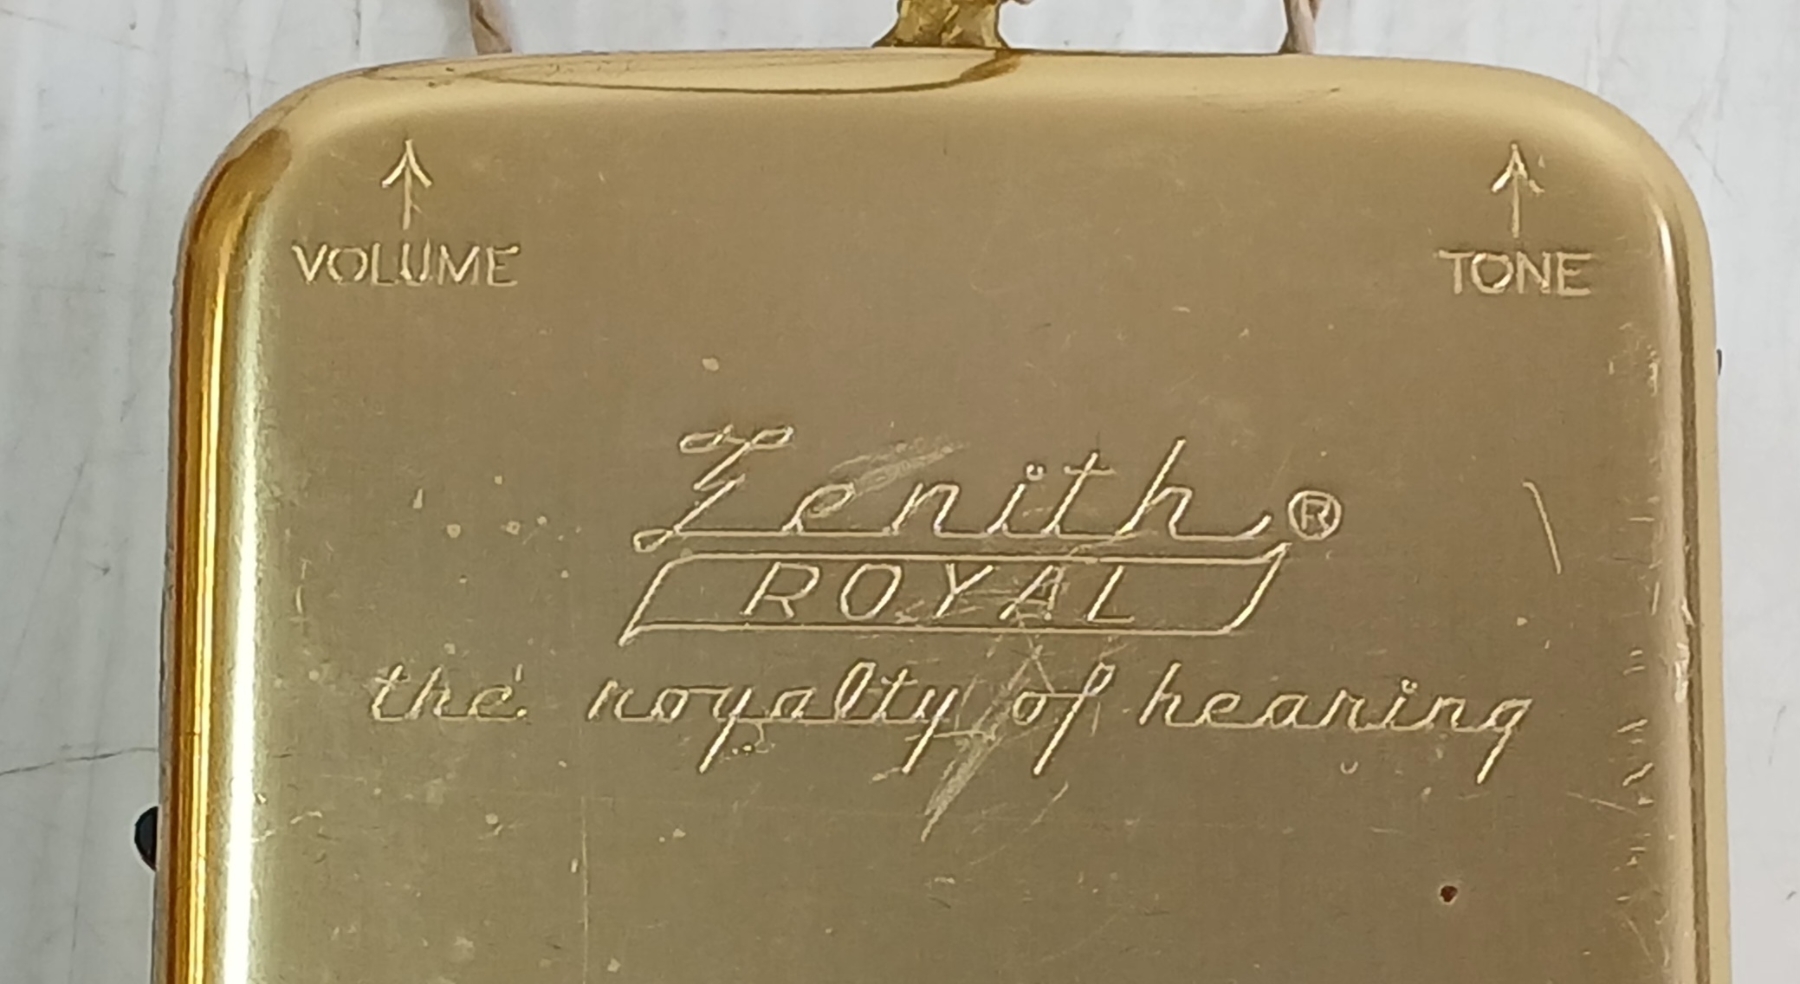 VOLUME
TONE
Zenith®
ROYAL
the royalty of hearing